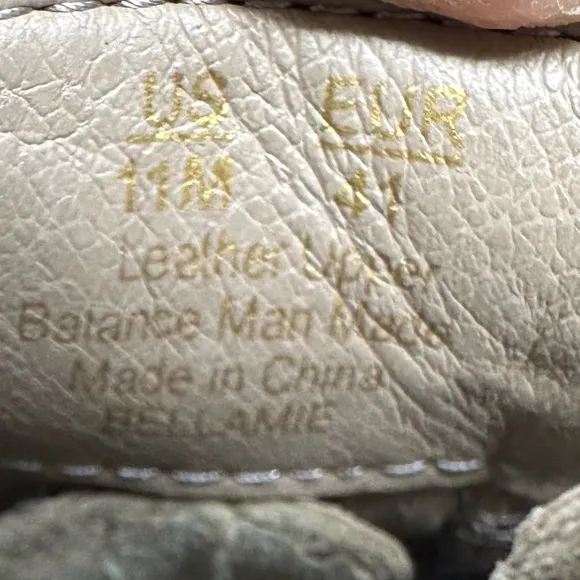 US EUR
11M 41
Leather Upper
Balance Man Made
Made in China
BELLAMIE